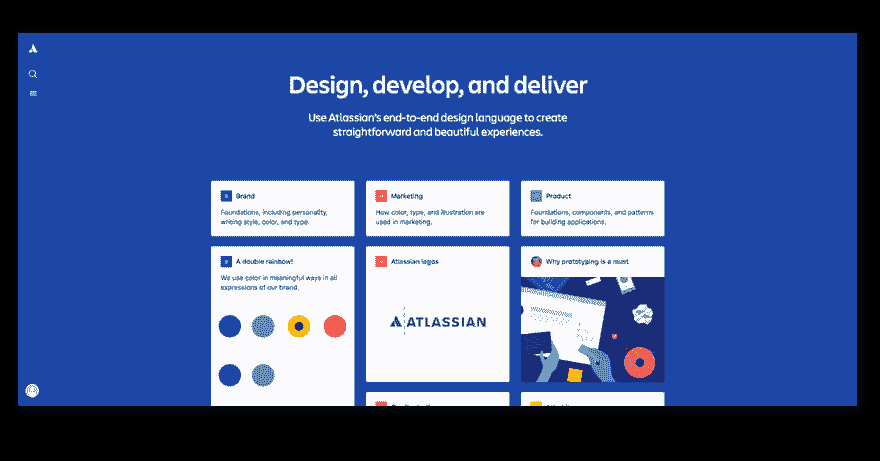 Design, develop, and deliver
Use Atlassian's end-to-end design language to create
straightforward and beautiful experiences.
Brand
Foundations, including personality,
writing style, color, and type.
Marketing
How color, type, and illustration are
used in marketing.
Product
Foundations, components, and patterns
for building applications.
A double rainbow!
We use color in meaningful ways in all
expressions of our brand.
Atlassian logos
ATLASSIAN
Why prototyping is a must